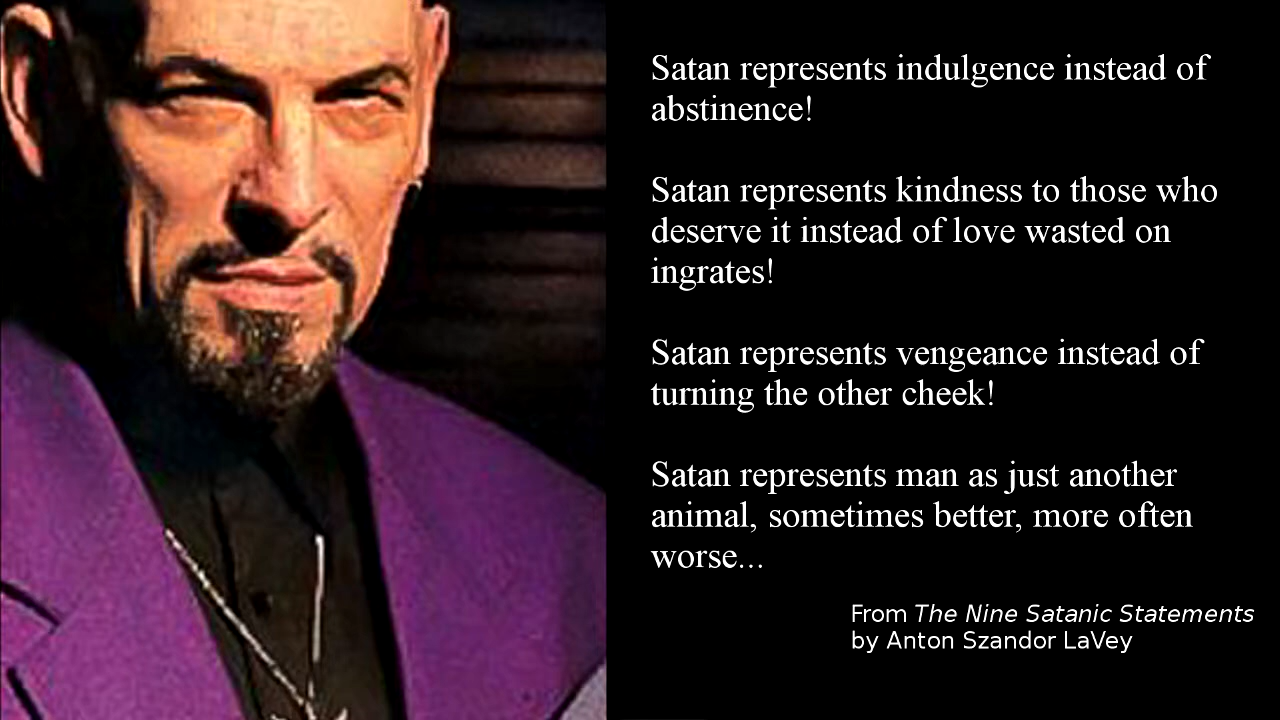 Satan represents indulgence instead of
abstinence!
Satan represents kindness to those who
deserve it instead of love wasted on
ingrates!
Satan represents vengeance instead of
turning the other cheek!
Satan represents man as just another
animal, sometimes better, more often
worse...
From The Nine Satanic Statements
by Anton Szandor LaVey